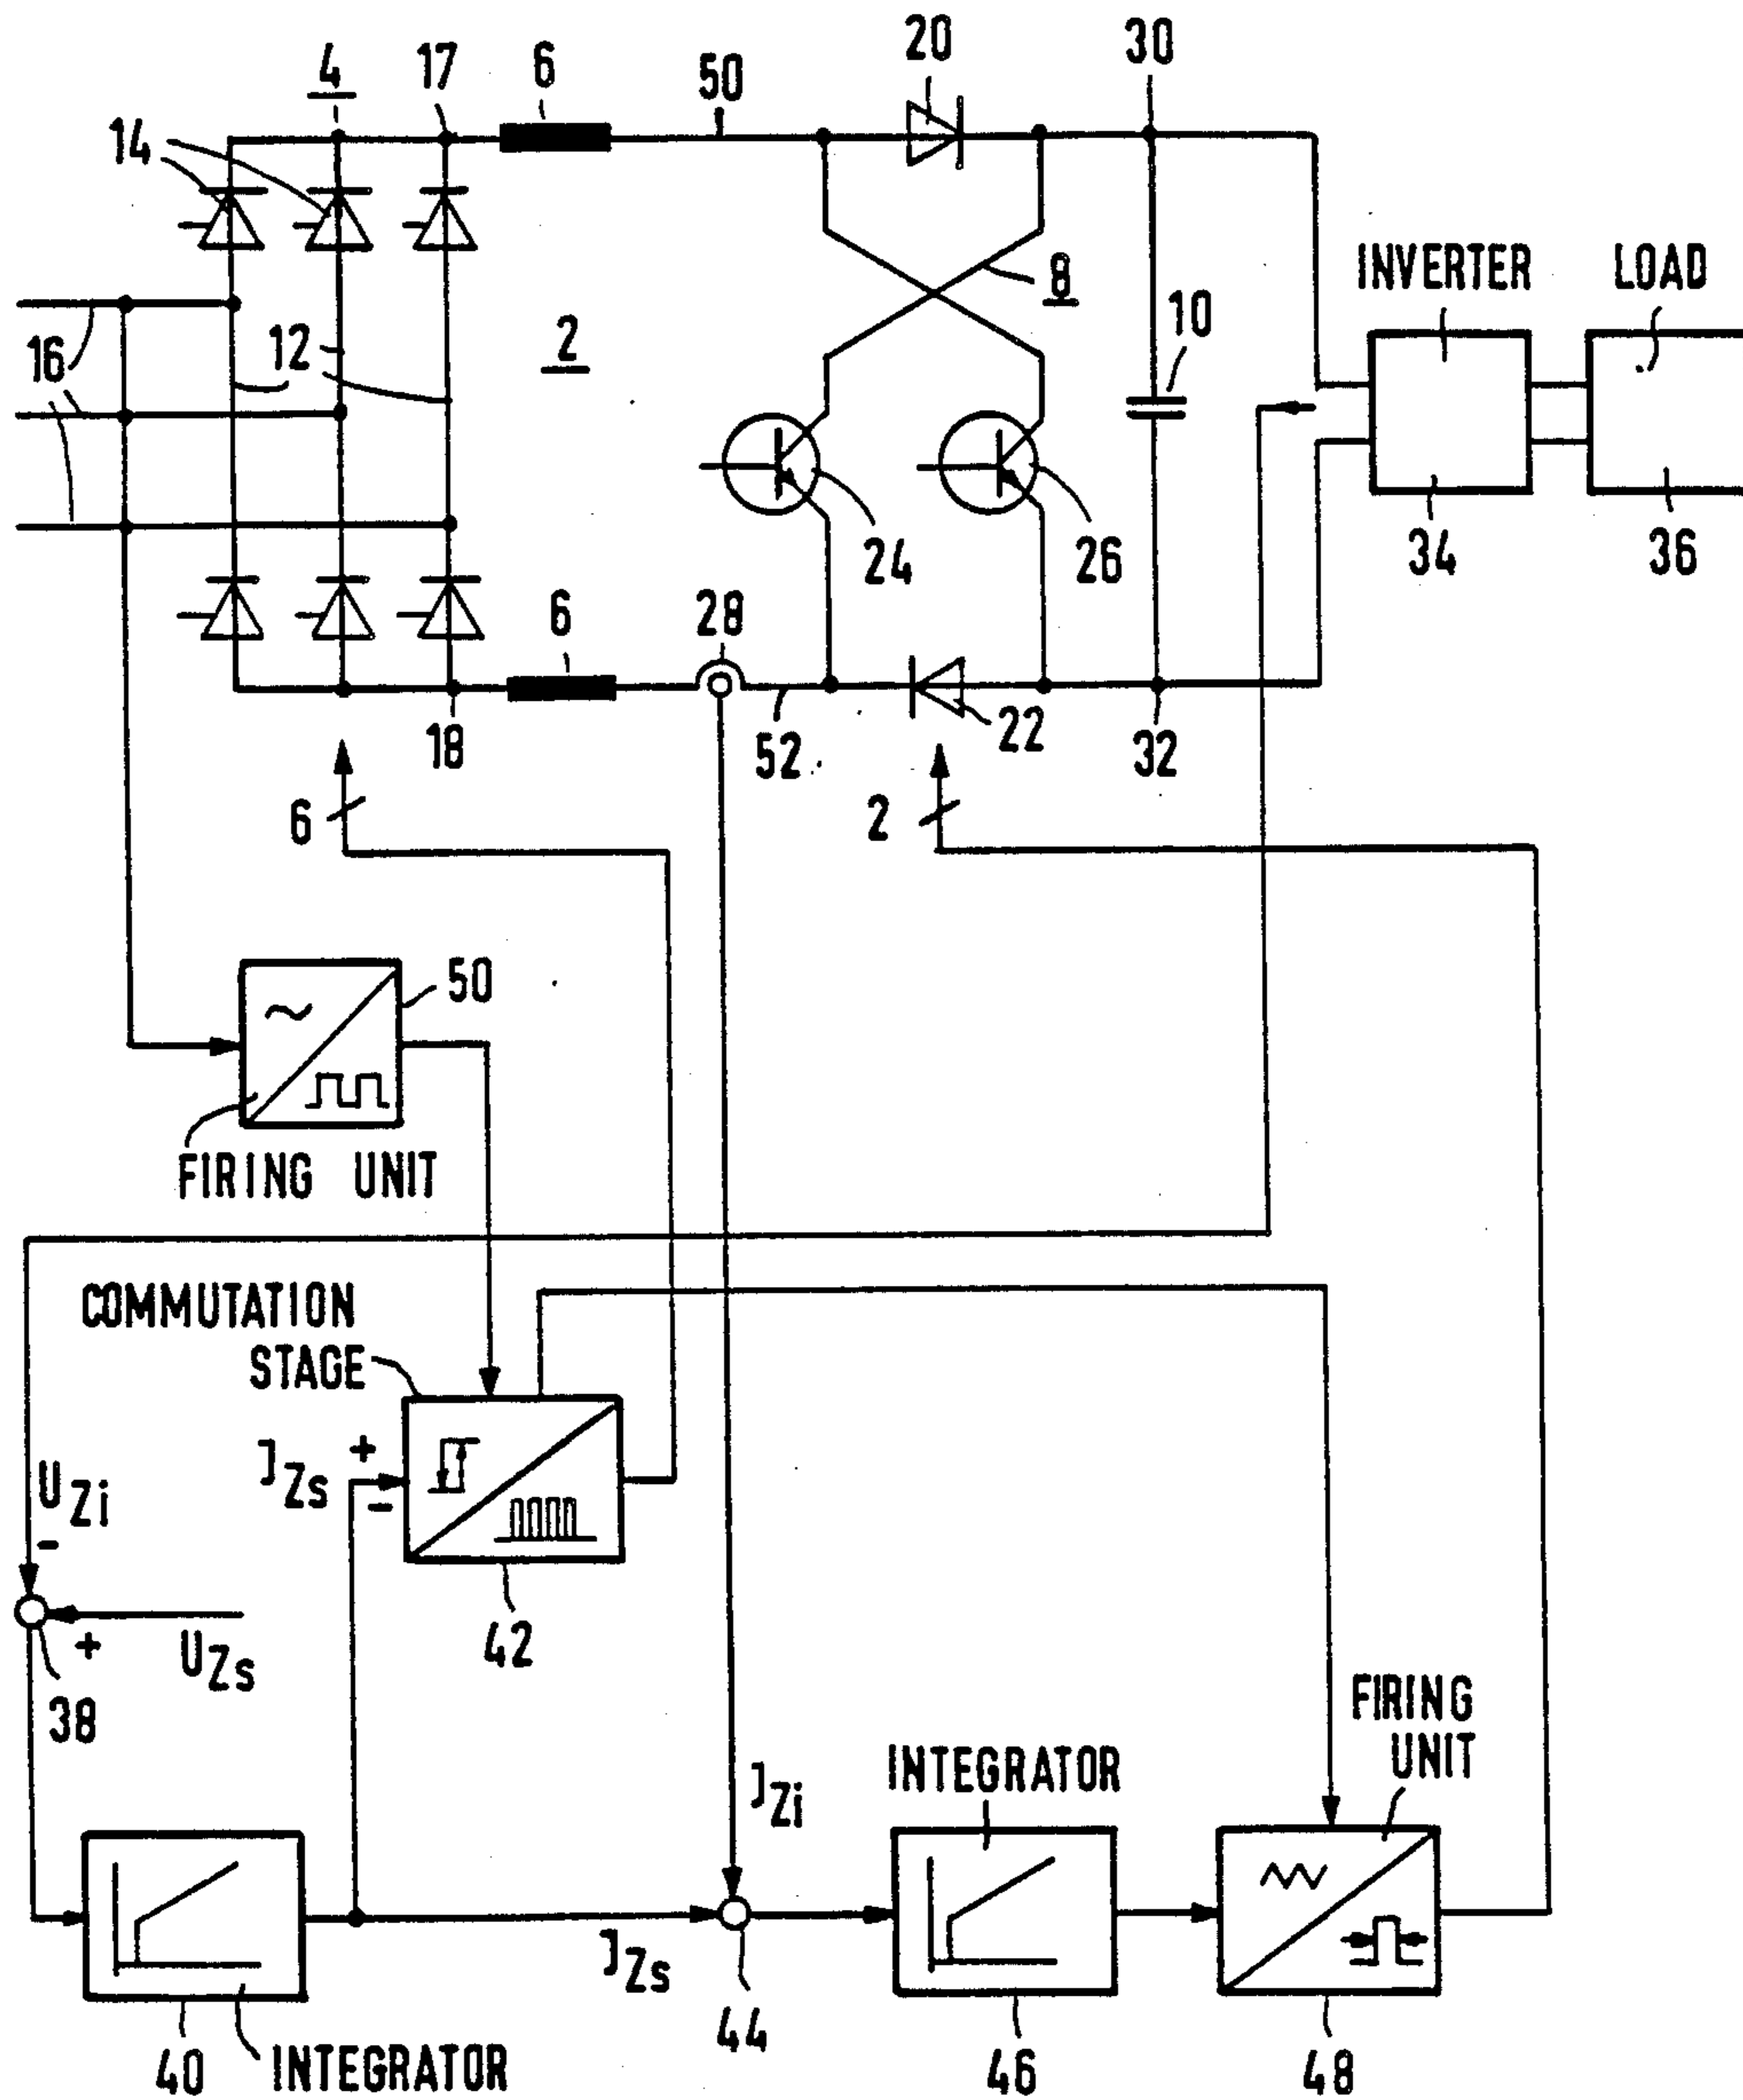 20
30
4
17
6
50
14
8
INVERTER
LOAD
2
10
16
12
24
26
34
36
6
28
18
52
22
32
6
2
50
FIRING UNIT
COMMUTATION
STAGE
+
JZs
-
UZi
-
42
+
UZs
38
FIRING
UNIT
INTEGRATOR
JZi
JZs
44
46
48
40
INTEGRATOR